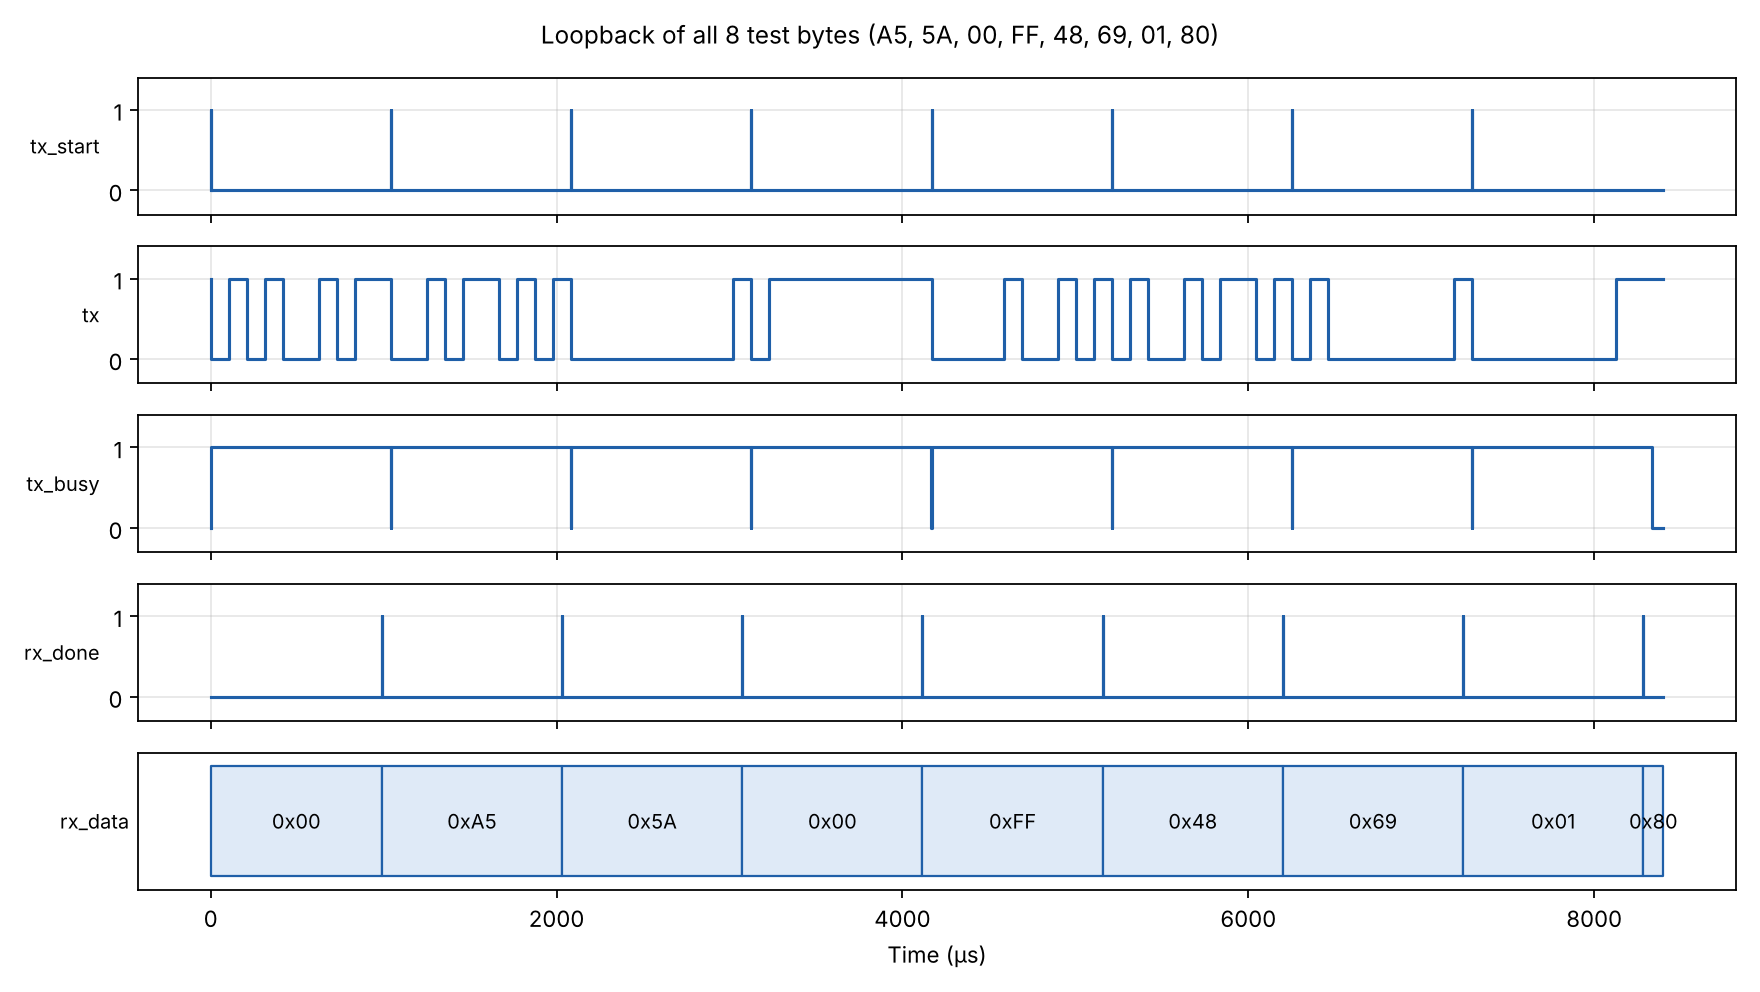 Loopback of all 8 test bytes (A5, 5A, 00, FF, 48, 69, 01, 80)
1
tx_start
0
1
tx
0
1
tx_busy
0
1
rx_done
0
rx_data 0x00 0xA5 0x5A 0x00 0xFF 0x48 0x69 0x01 0x80
0 2000 4000 6000 8000
Time (μs)